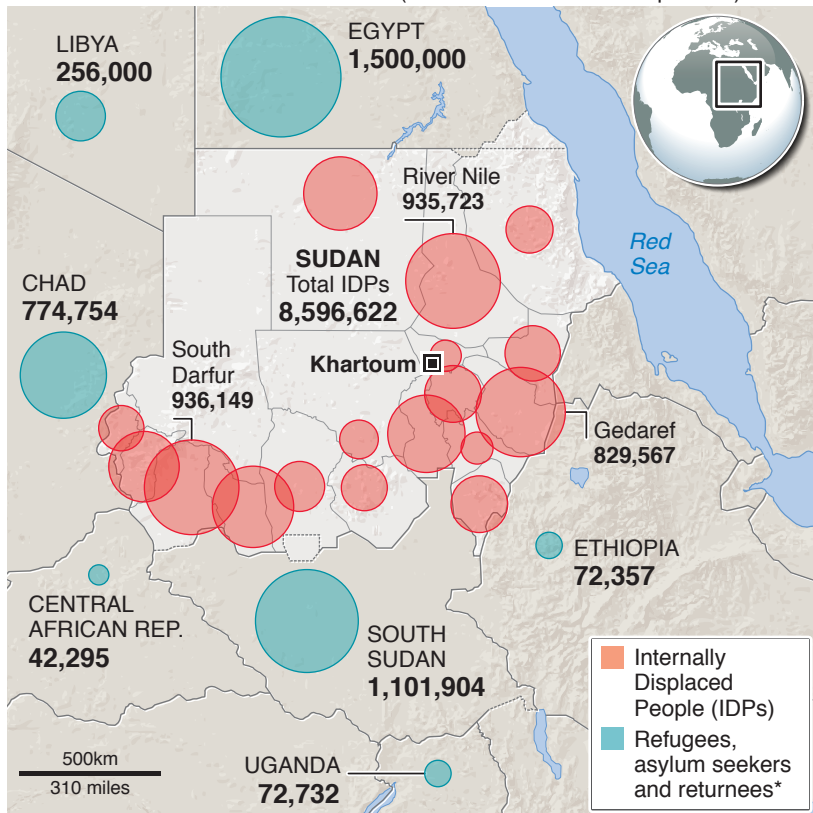 LIBYA
256,000
EGYPT
1,500,000
River Nile
935,723
Red
Sea
SUDAN
Total IDPs
8,596,622
CHAD
774,754
South
Darfur
936,149
Khartoum
Gedaref
829,567
ETHIOPIA
72,357
CENTRAL
AFRICAN REP.
42,295
SOUTH
SUDAN
1,101,904
UGANDA
72,732
500km
310 miles
Internally
Displaced
People (IDPs)
Refugees,
asylum seekers
and returnees*